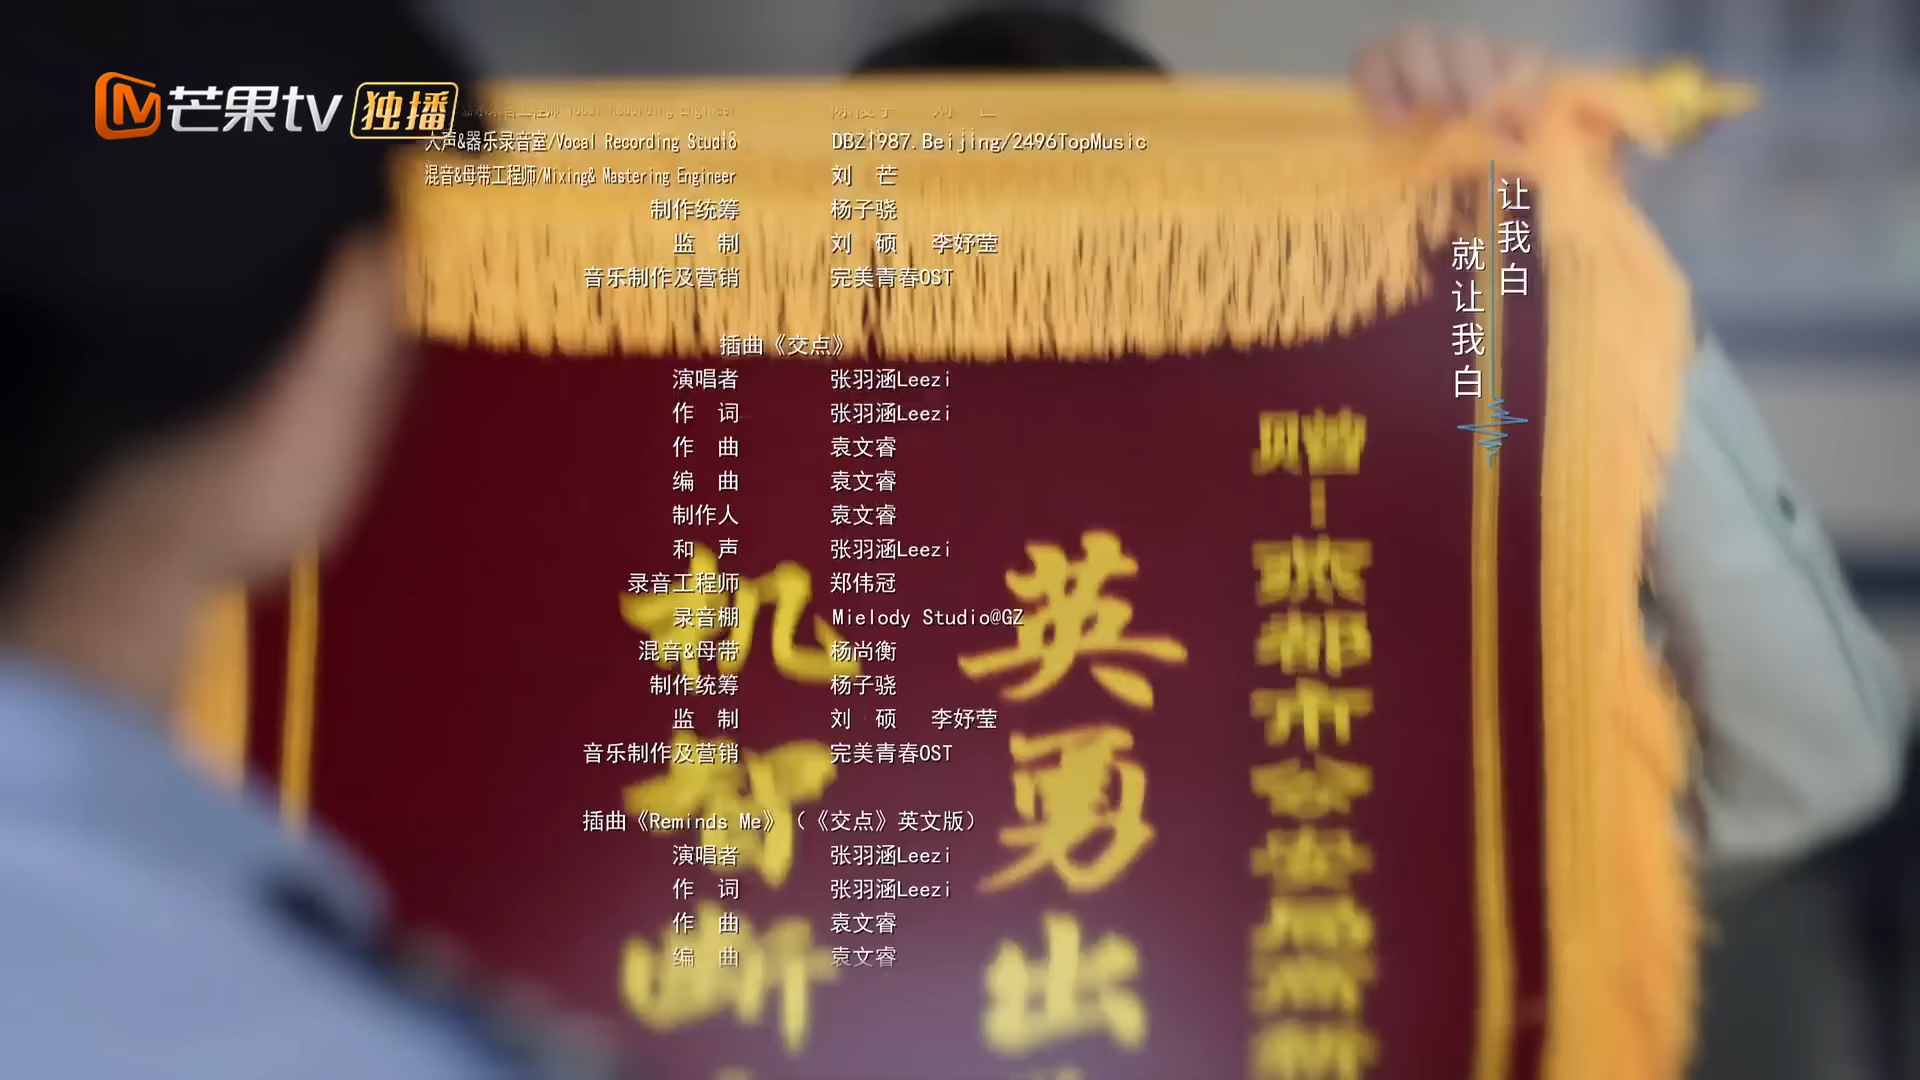 芒果tv 独播
人声&器乐录音室/Vocal Recording Studio DBZ1987.Beijing/2496TopMusic
混音&母带工程师/Mixing& Mastering Engineer 刘 芒
制作统筹 杨子骁
监 制 刘 硕 李妤莹
音乐制作及营销 完美青春OST
插曲《交点》
演唱者 张羽涵Leezi
作 词 张羽涵Leezi
作 曲 袁文睿
编 曲 袁文睿
制作人 袁文睿
和 声 张羽涵Leezi
录音工程师 郑伟冠
录音棚 Mielody Studio@GZ
混音&母带 杨尚衡
制作统筹 杨子骁
监 制 刘 硕 李妤莹
音乐制作及营销 完美青春OST
插曲《Reminds Me》(《交点》英文版)
演唱者 张羽涵Leezi
作 词 张羽涵Leezi
作 曲 袁文睿
编 曲 袁文睿
让我白
就让我白
英勇出
机智断